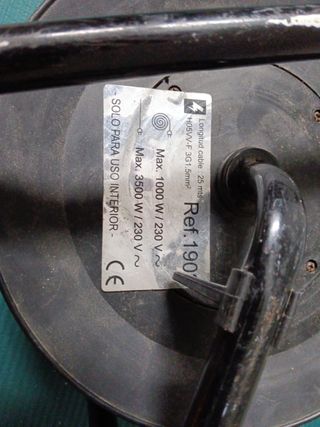 Longitud cable 25 mts
H05VV-F 3G1,5mm²
Ref.190
Max. 1000 W / 230 V ~
Max. 3500 W / 230 V ~
- SOLO PARA USO INTERIOR -
CE